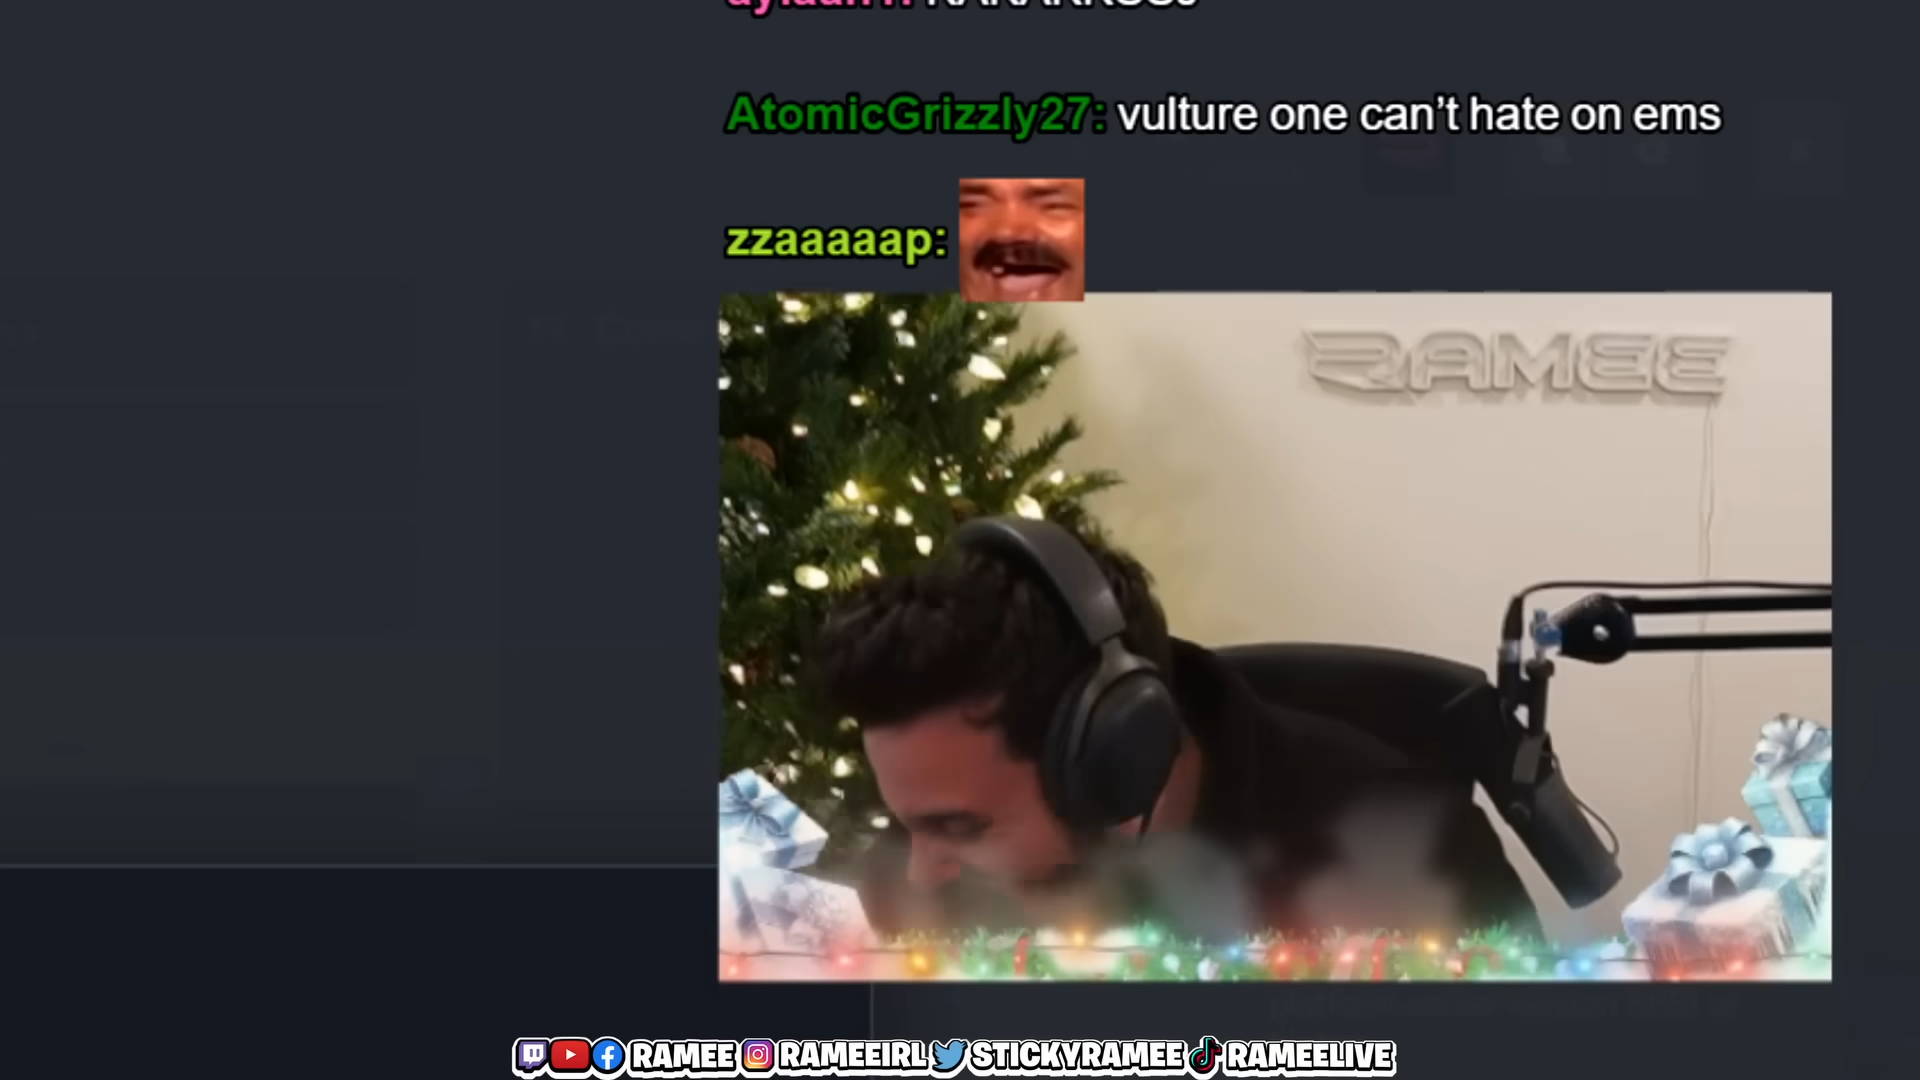 AtomicGrizzly27: vulture one can't hate on ems
zzaaaaap:
RAMEE
RAMEE RAMEEIRL STICKYRAMEE RAMEELIVE